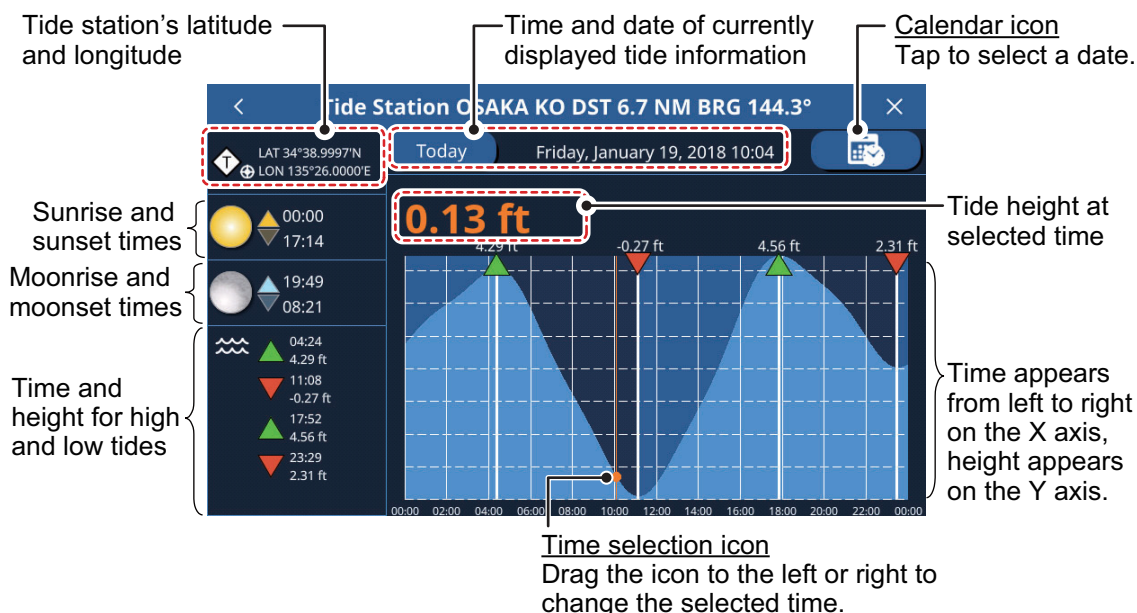 Tide station's latitude
and longitude
Time and date of currently
displayed tide information
Calendar icon
Tap to select a date.
Tide Station OSAKA KO DST 6.7 NM BRG 144.3°
T
LAT 34°38.9997'N
LON 135°26.0000'E
Today
Friday, January 19, 2018 10:04
Sunrise and
sunset times
00:00
17:14
0.13 ft
Tide height at
selected time
4.29 ft
-0.27 ft
4.56 ft
2.31 ft
Moonrise and
moonset times
19:49
08:21
Time and
height for high
and low tides
04:24
4.29 ft
11:08
-0.27 ft
17:52
4.56 ft
23:29
2.31 ft
Time appears
from left to right
on the X axis,
height appears
on the Y axis.
00:00 02:00 04:00 06:00 08:00 10:00 12:00 14:00 16:00 18:00 20:00 22:00 00:00
Time selection icon
Drag the icon to the left or right to
change the selected time.